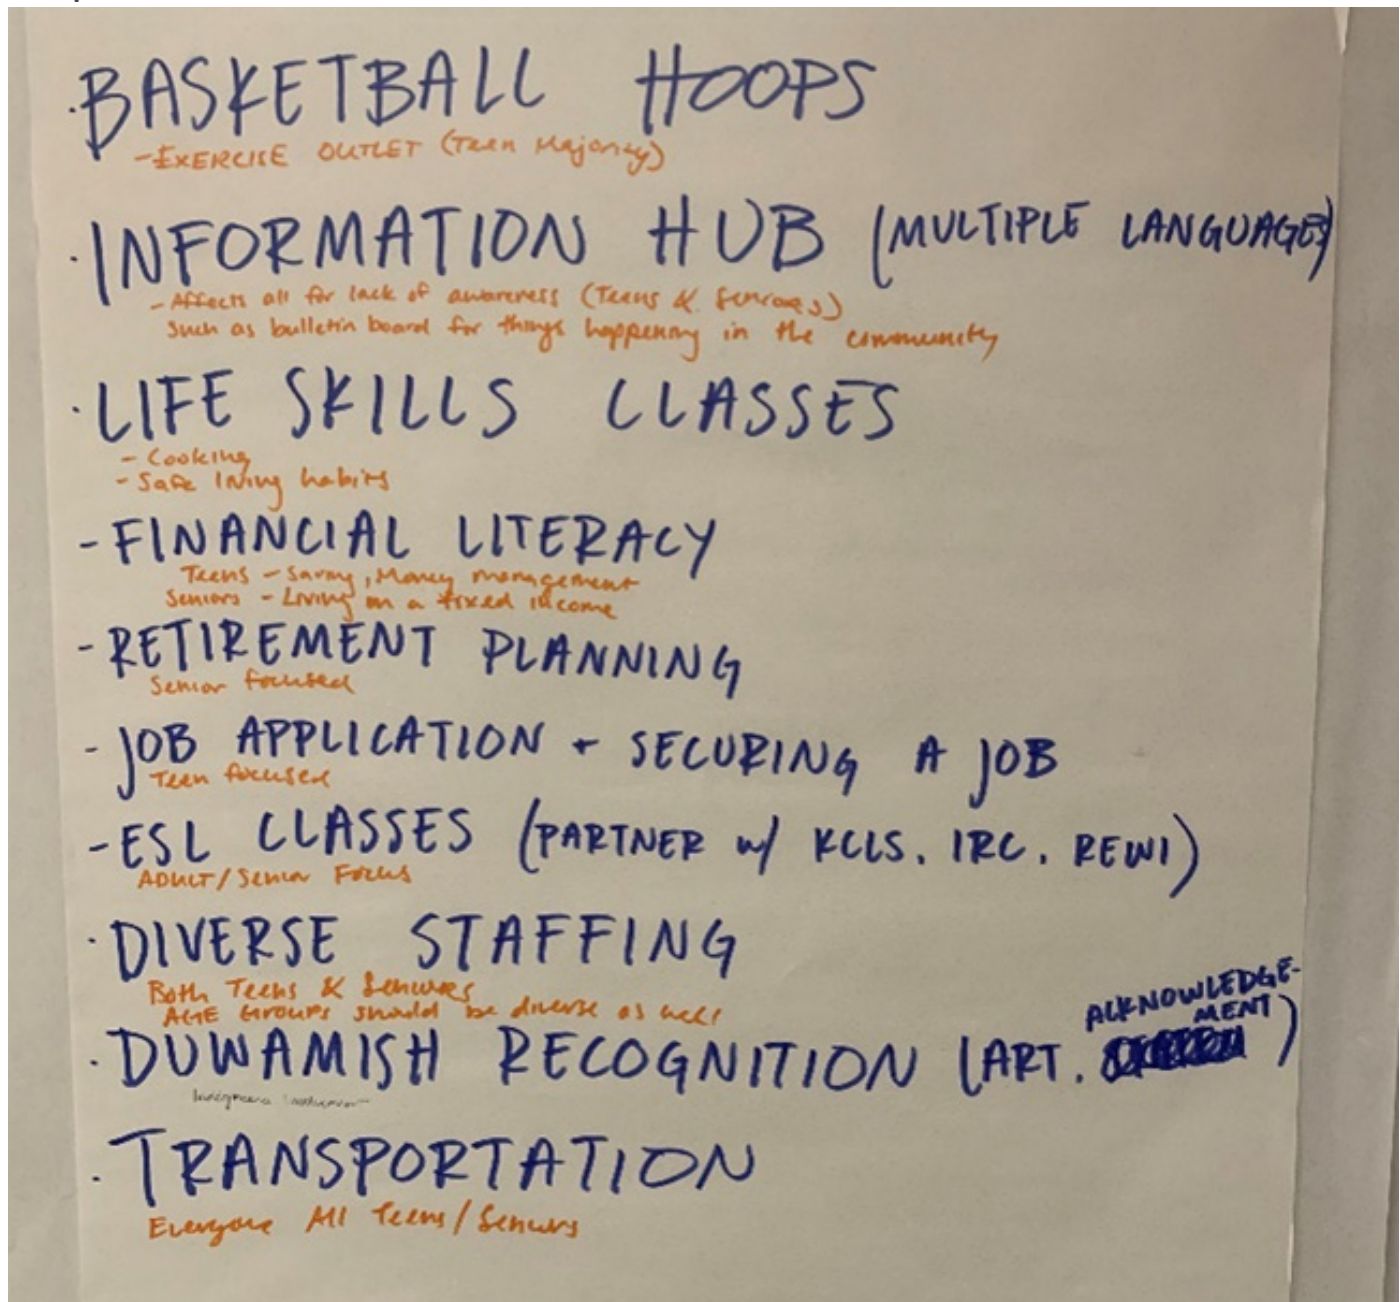 · BASKETBALL HOOPS
- EXERCISE OUTLET (Teen Majority)
· INFORMATION HUB (MULTIPLE LANGUAGES)
- Affects all for lack of awareness (Teens & Seniors)
such as bulletin board for things happening in the community
· LIFE SKILLS CLASSES
- Cooking
- Safe living habits
- FINANCIAL LITERACY
Teens - Saving, Money management
Seniors - Living on a fixed income
- RETIREMENT PLANNING
Senior focused
- JOB APPLICATION + SECURING A JOB
Teen focused
- ESL CLASSES (PARTNER w/ KCLS, IRC, REWI)
ADULT/Senior Focus
· DIVERSE STAFFING
Both Teens & Seniors
AGE Groups should be diverse as well
· DUWAMISH RECOGNITION (ART, ACKNOWLEDGE-
MENT)
Indigenous
· TRANSPORTATION
Everyone All Teens/Seniors